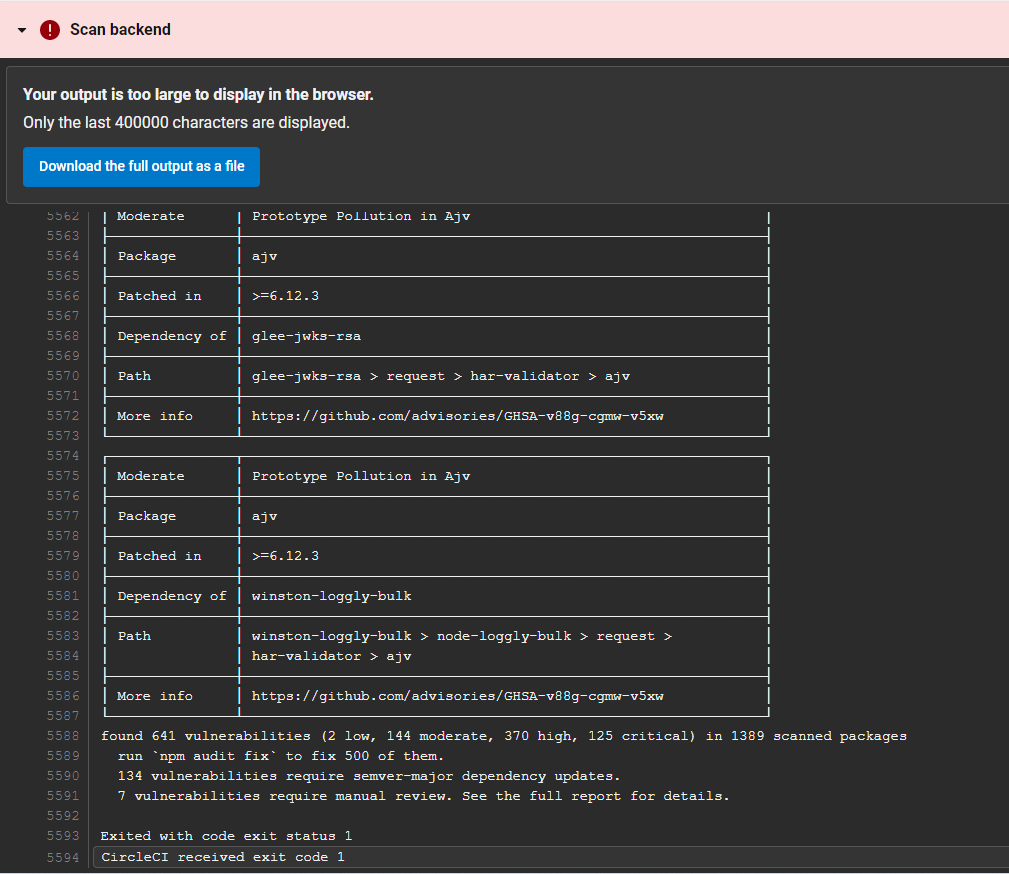 Scan backend
Your output is too large to display in the browser.
Only the last 400000 characters are displayed.
Download the full output as a file
5562 | Moderate | Prototype Pollution in Ajv |
5563
5564 | Package | ajv |
5565
5566 | Patched in | >=6.12.3 |
5567
5568 | Dependency of | glee-jwks-rsa |
5569
5570 | Path | glee-jwks-rsa > request > har-validator > ajv |
5571
5572 | More info | https://github.com/advisories/GHSA-v88g-cgmw-v5xw |
5573
5574
5575 | Moderate | Prototype Pollution in Ajv |
5576
5577 | Package | ajv |
5578
5579 | Patched in | >=6.12.3 |
5580
5581 | Dependency of | winston-loggly-bulk |
5582
5583 | Path | winston-loggly-bulk > node-loggly-bulk > request > |
5584 | | har-validator > ajv |
5585
5586 | More info | https://github.com/advisories/GHSA-v88g-cgmw-v5xw |
5587
5588 found 641 vulnerabilities (2 low, 144 moderate, 370 high, 125 critical) in 1389 scanned packages
5589 run `npm audit fix` to fix 500 of them.
5590 134 vulnerabilities require semver-major dependency updates.
5591 7 vulnerabilities require manual review. See the full report for details.
5592
5593 Exited with code exit status 1
5594 CircleCI received exit code 1